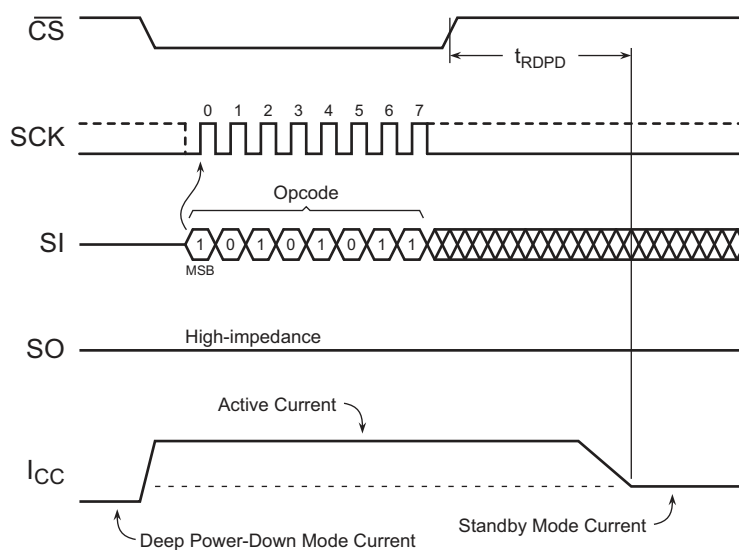 CS
tRDPD
SCK
0 1 2 3 4 5 6 7
Opcode
SI
1 0 1 0 1 0 1 1
MSB
SO
High-impedance
Active Current
ICC
Standby Mode Current
Deep Power-Down Mode Current